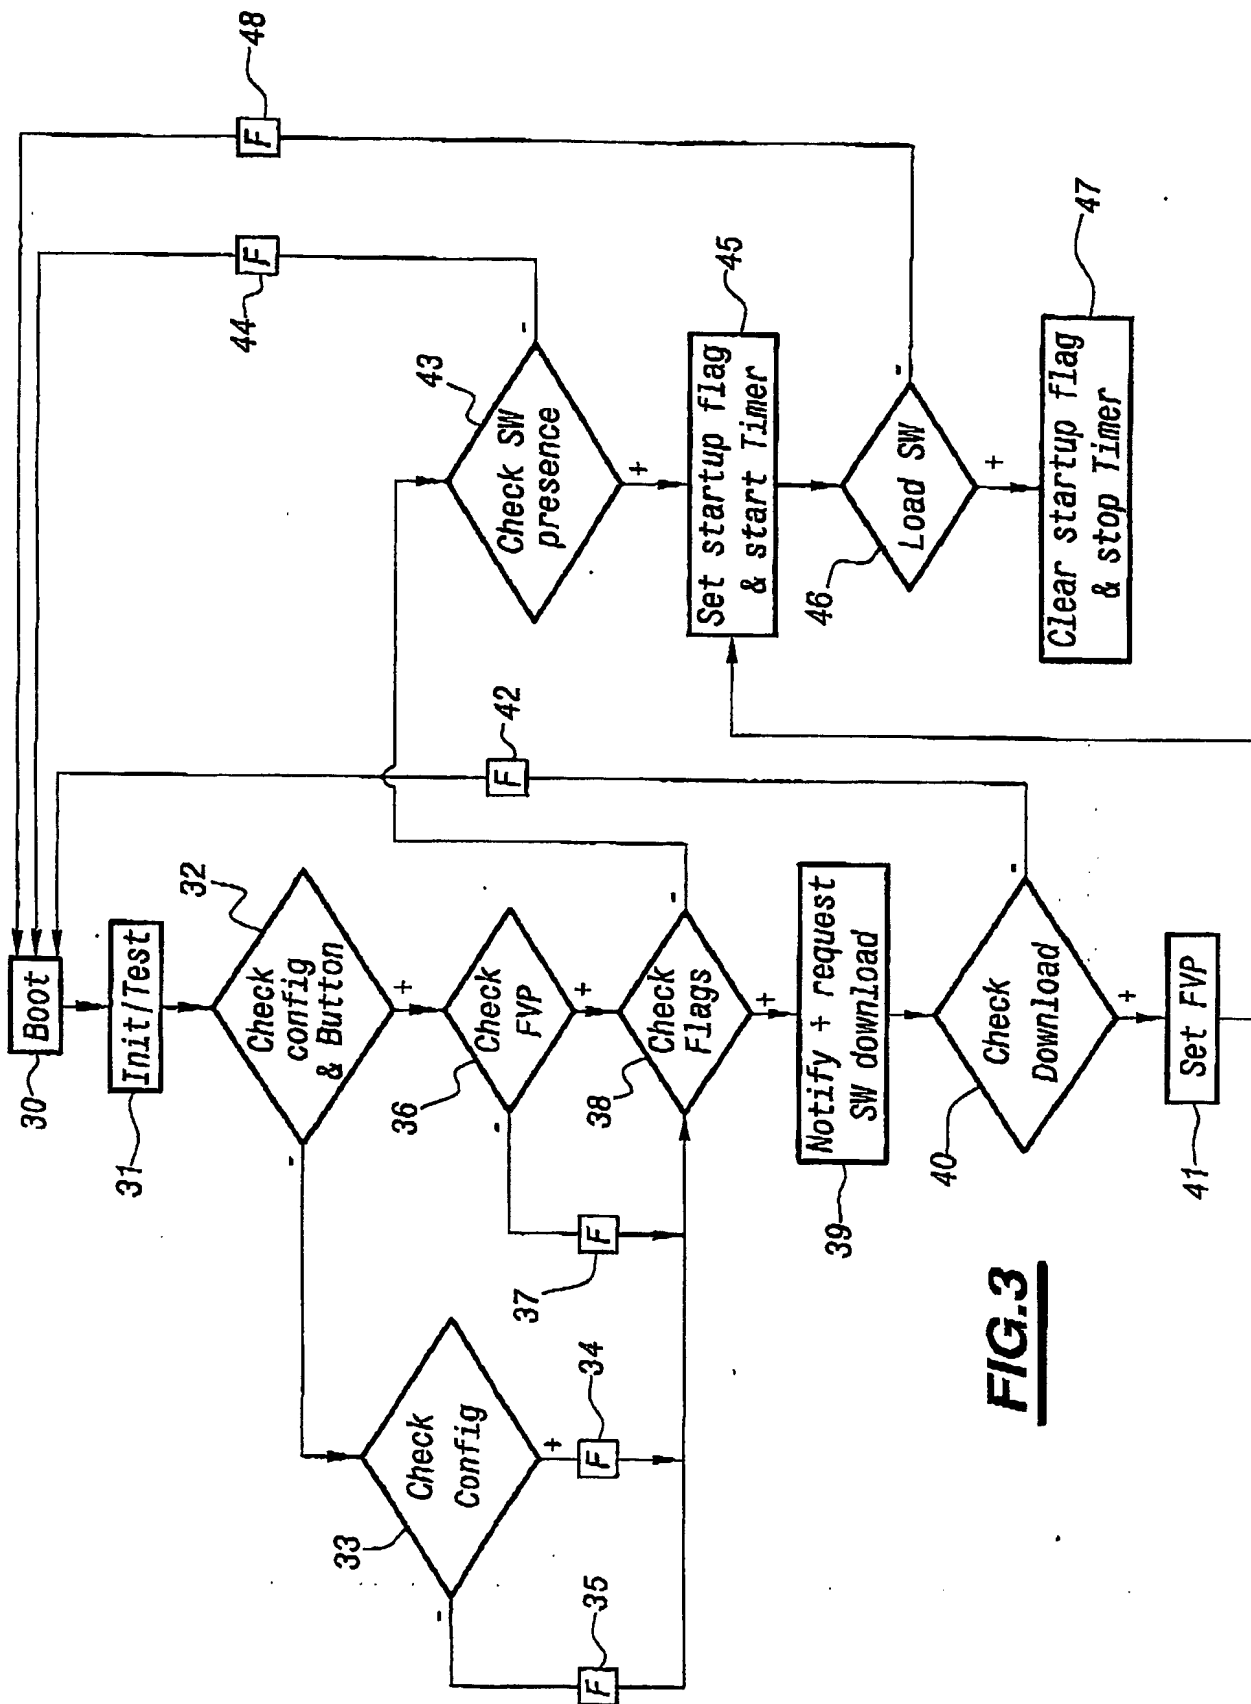 30
Boot
31
Init/Test
32
Check
config
& Button
-
+
33
Check
Config
-
+
34
F
35
F
36
Check
FVP
-
+
37
F
38
Check
Flags
-
+
39
Notify + request
SW download
40
Check
Download
-
+
41
Set FVP
42
F
43
Check SW
presence
-
+
44
F
45
Set startup flag
& start Timer
46
Load SW
-
+
47
Clear startup flag
& stop Timer
48
F
FIG.3